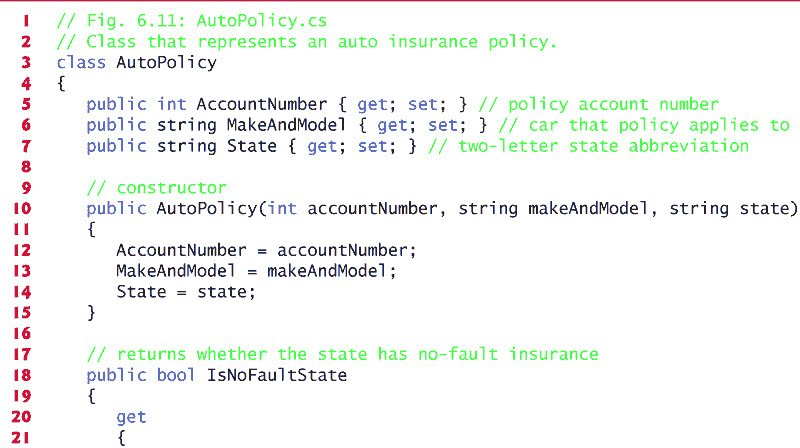 1 // Fig. 6.11: AutoPolicy.cs
2 // Class that represents an auto insurance policy.
3 class AutoPolicy
4 {
5 public int AccountNumber { get; set; } // policy account number
6 public string MakeAndModel { get; set; } // car that policy applies to
7 public string State { get; set; } // two-letter state abbreviation
8
9 // constructor
10 public AutoPolicy(int accountNumber, string makeAndModel, string state)
11 {
12 AccountNumber = accountNumber;
13 MakeAndModel = makeAndModel;
14 State = state;
15 }
16
17 // returns whether the state has no-fault insurance
18 public bool IsNoFaultState
19 {
20 get
21 {